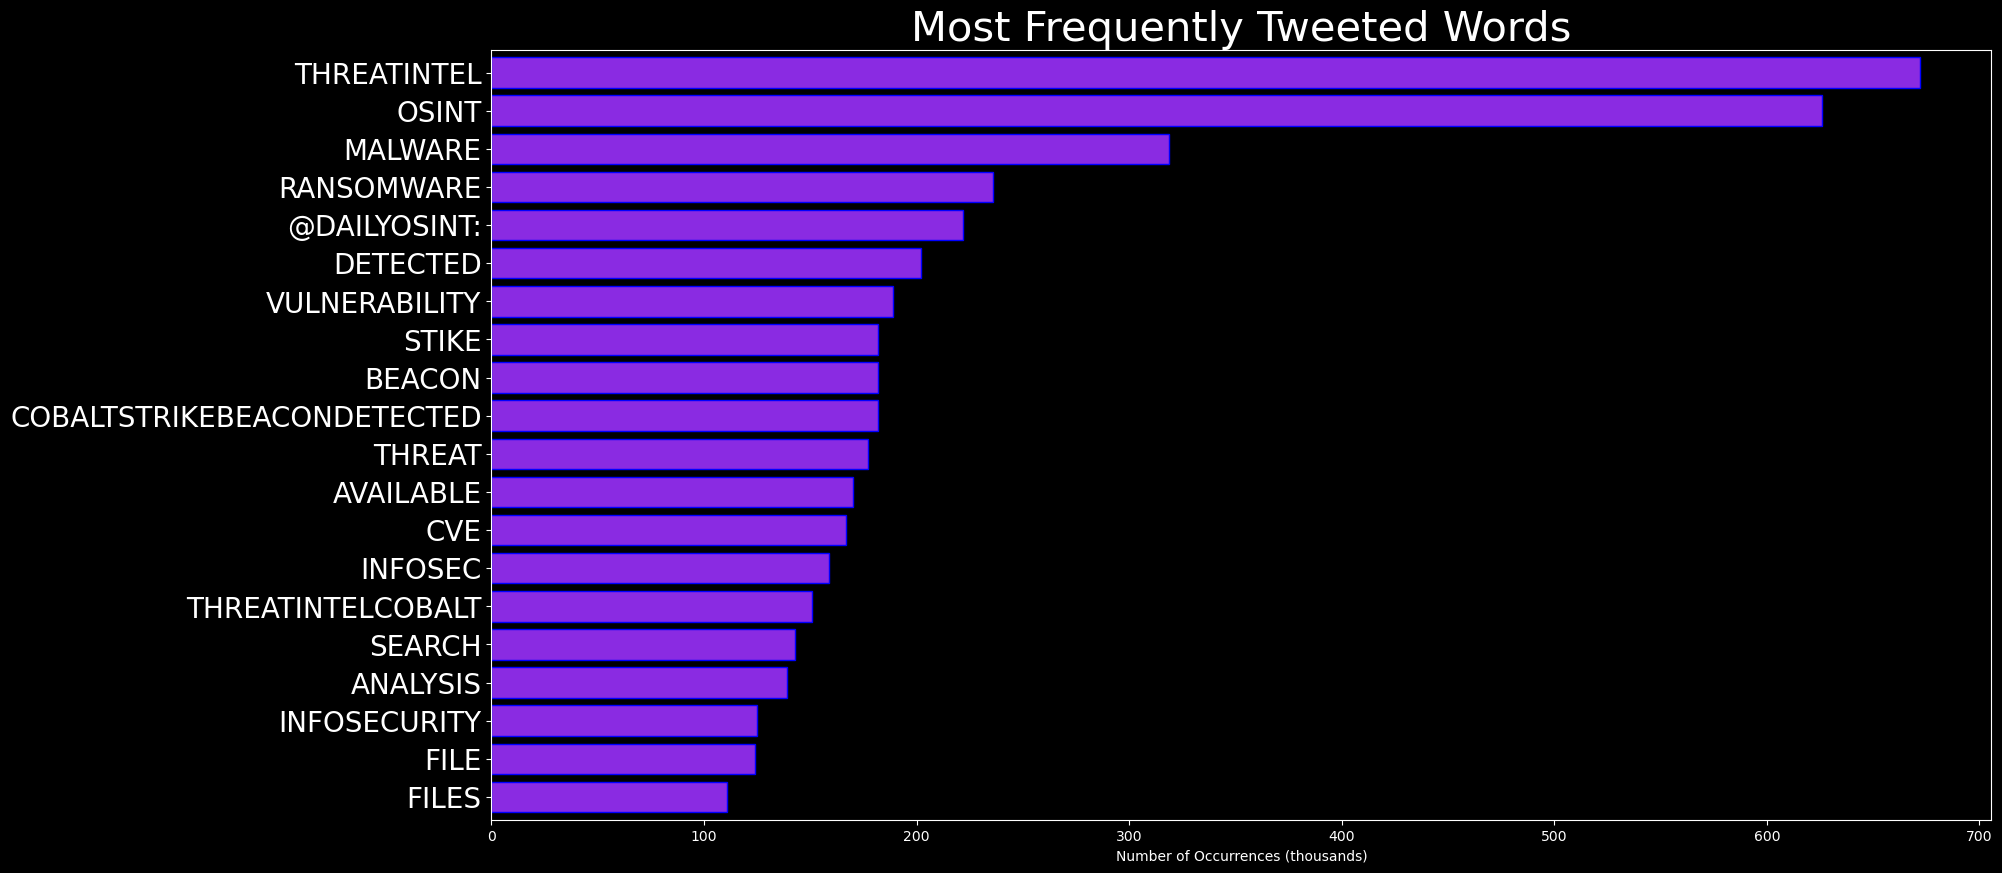 Most Frequently Tweeted Words
THREATINTEL
OSINT
MALWARE
RANSOMWARE
@DAILYOSINT:
DETECTED
VULNERABILITY
STIKE
BEACON
COBALTSTRIKEBEACONDETECTED
THREAT
AVAILABLE
CVE
INFOSEC
THREATINTELCOBALT
SEARCH
ANALYSIS
INFOSECURITY
FILE
FILES
0 100 200 300 400 500 600 700
Number of Occurrences (thousands)